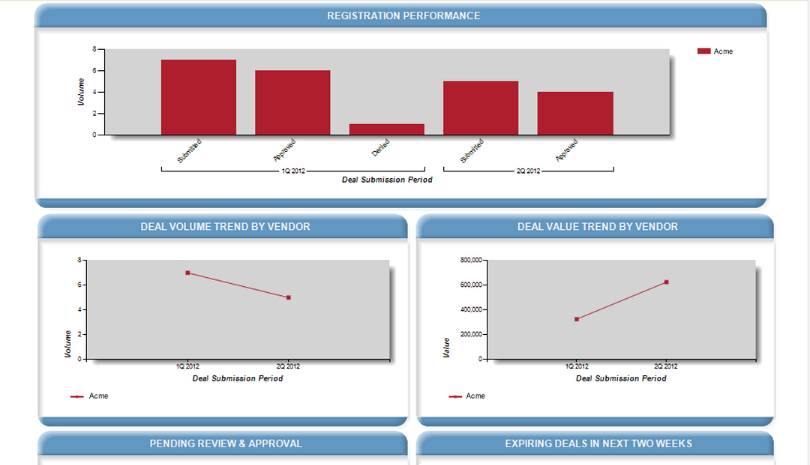 REGISTRATION PERFORMANCE
8
6
4
2
0
Volume
Submitted
Approved
Denied
Submitted
Approved
1Q 2012
2Q 2012
Deal Submission Period
Acme
DEAL VOLUME TREND BY VENDOR
8
6
4
2
0
Volume
1Q 2012
2Q 2012
Deal Submission Period
Acme
DEAL VALUE TREND BY VENDOR
800,000
600,000
400,000
200,000
0
Value
1Q 2012
2Q 2012
Deal Submission Period
Acme
PENDING REVIEW & APPROVAL
EXPIRING DEALS IN NEXT TWO WEEKS